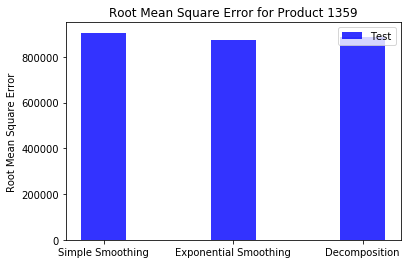 Root Mean Square Error for Product 1359
Test
800000
600000
400000
200000
0
Root Mean Square Error
Simple Smoothing
Exponential Smoothing
Decomposition